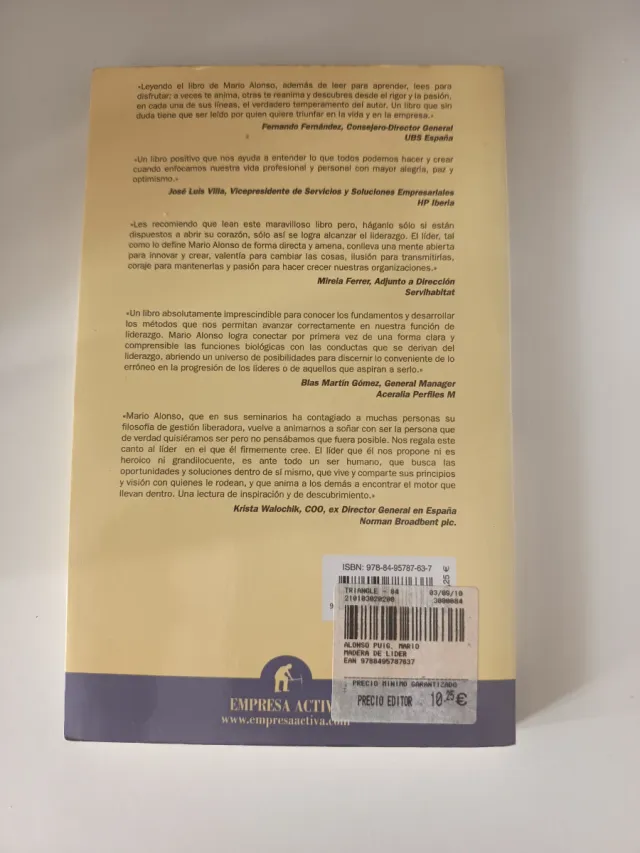 «Leyendo el libro de Mario Alonso, además de leer para aprender, lees para
disfrutar; a veces te anima, otras te reanima y descubres desde el rigor y la pasión,
en cada una de sus líneas, el verdadero temperamento del autor. Un libro que sin
duda tiene que ser leído por quien quiere triunfar en la vida y en la empresa.»
Fernando Fernández, Consejero-Director General
UBS España
«Un libro positivo que nos ayuda a entender lo que todos podemos hacer y crear
cuando enfocamos nuestra vida profesional y personal con mayor alegría, paz y
optimismo.»
José Luis Villa, Vicepresidente de Servicios y Soluciones Empresariales
HP Iberia
«Les recomiendo que lean este maravilloso libro pero, háganlo sólo si están
dispuestos a abrir su corazón, sólo así se logra alcanzar el liderazgo. El líder, tal
como lo define Mario Alonso de forma directa y amena, conlleva una mente abierta
para innovar y crear, valentía para cambiar las cosas, ilusión para transmitirlas,
coraje para mantenerlas y pasión para hacer crecer nuestras organizaciones.»
Mireia Ferrer, Adjunto a Dirección
Servihabitat
«Un libro absolutamente imprescindible para conocer los fundamentos y desarrollar
los métodos que nos permitan avanzar correctamente en nuestra función de
liderazgo. Mario Alonso logra conectar por primera vez de una forma clara y
comprensible las funciones biológicas con las conductas que se derivan del
liderazgo, abriendo un universo de posibilidades para discernir lo conveniente de lo
erróneo en la progresión de los líderes o de aquellos que aspiran a serlo.»
Blas Martín Gómez, General Manager
Aceralia Perfiles M
«Mario Alonso, que en sus seminarios ha contagiado a muchas personas su
filosofía de gestión liberadora, vuelve a animarnos a soñar con ser la persona que
de verdad quisiéramos ser pero no pensábamos que fuera posible. Nos regala este
canto al líder en el que él firmemente cree. El líder que él nos propone ni es
heroico ni grandilocuente, es ante todo un ser humano, que busca las
oportunidades y soluciones dentro de sí mismo, que vive y comparte sus principios
y visión con quienes le rodean, y que anima a los demás a encontrar el motor que
llevan dentro. Una lectura de inspiración y de descubrimiento.»
Krista Walochik, COO, ex Director General en España
Norman Broadbent plc.
ISBN: 978-84-95787-63-7
,25 €
9
TRIANGLE - 84 03/09/10
210103020200 3000084
ALONSO PUIG, MARIO
MADERA DE LIDER
EAN 9788495787637
PRECIO MINIMO GARANTIZADO
PRECIO EDITOR 10.25€
EMPRESA ACTIVA
www.empresaactiva.com